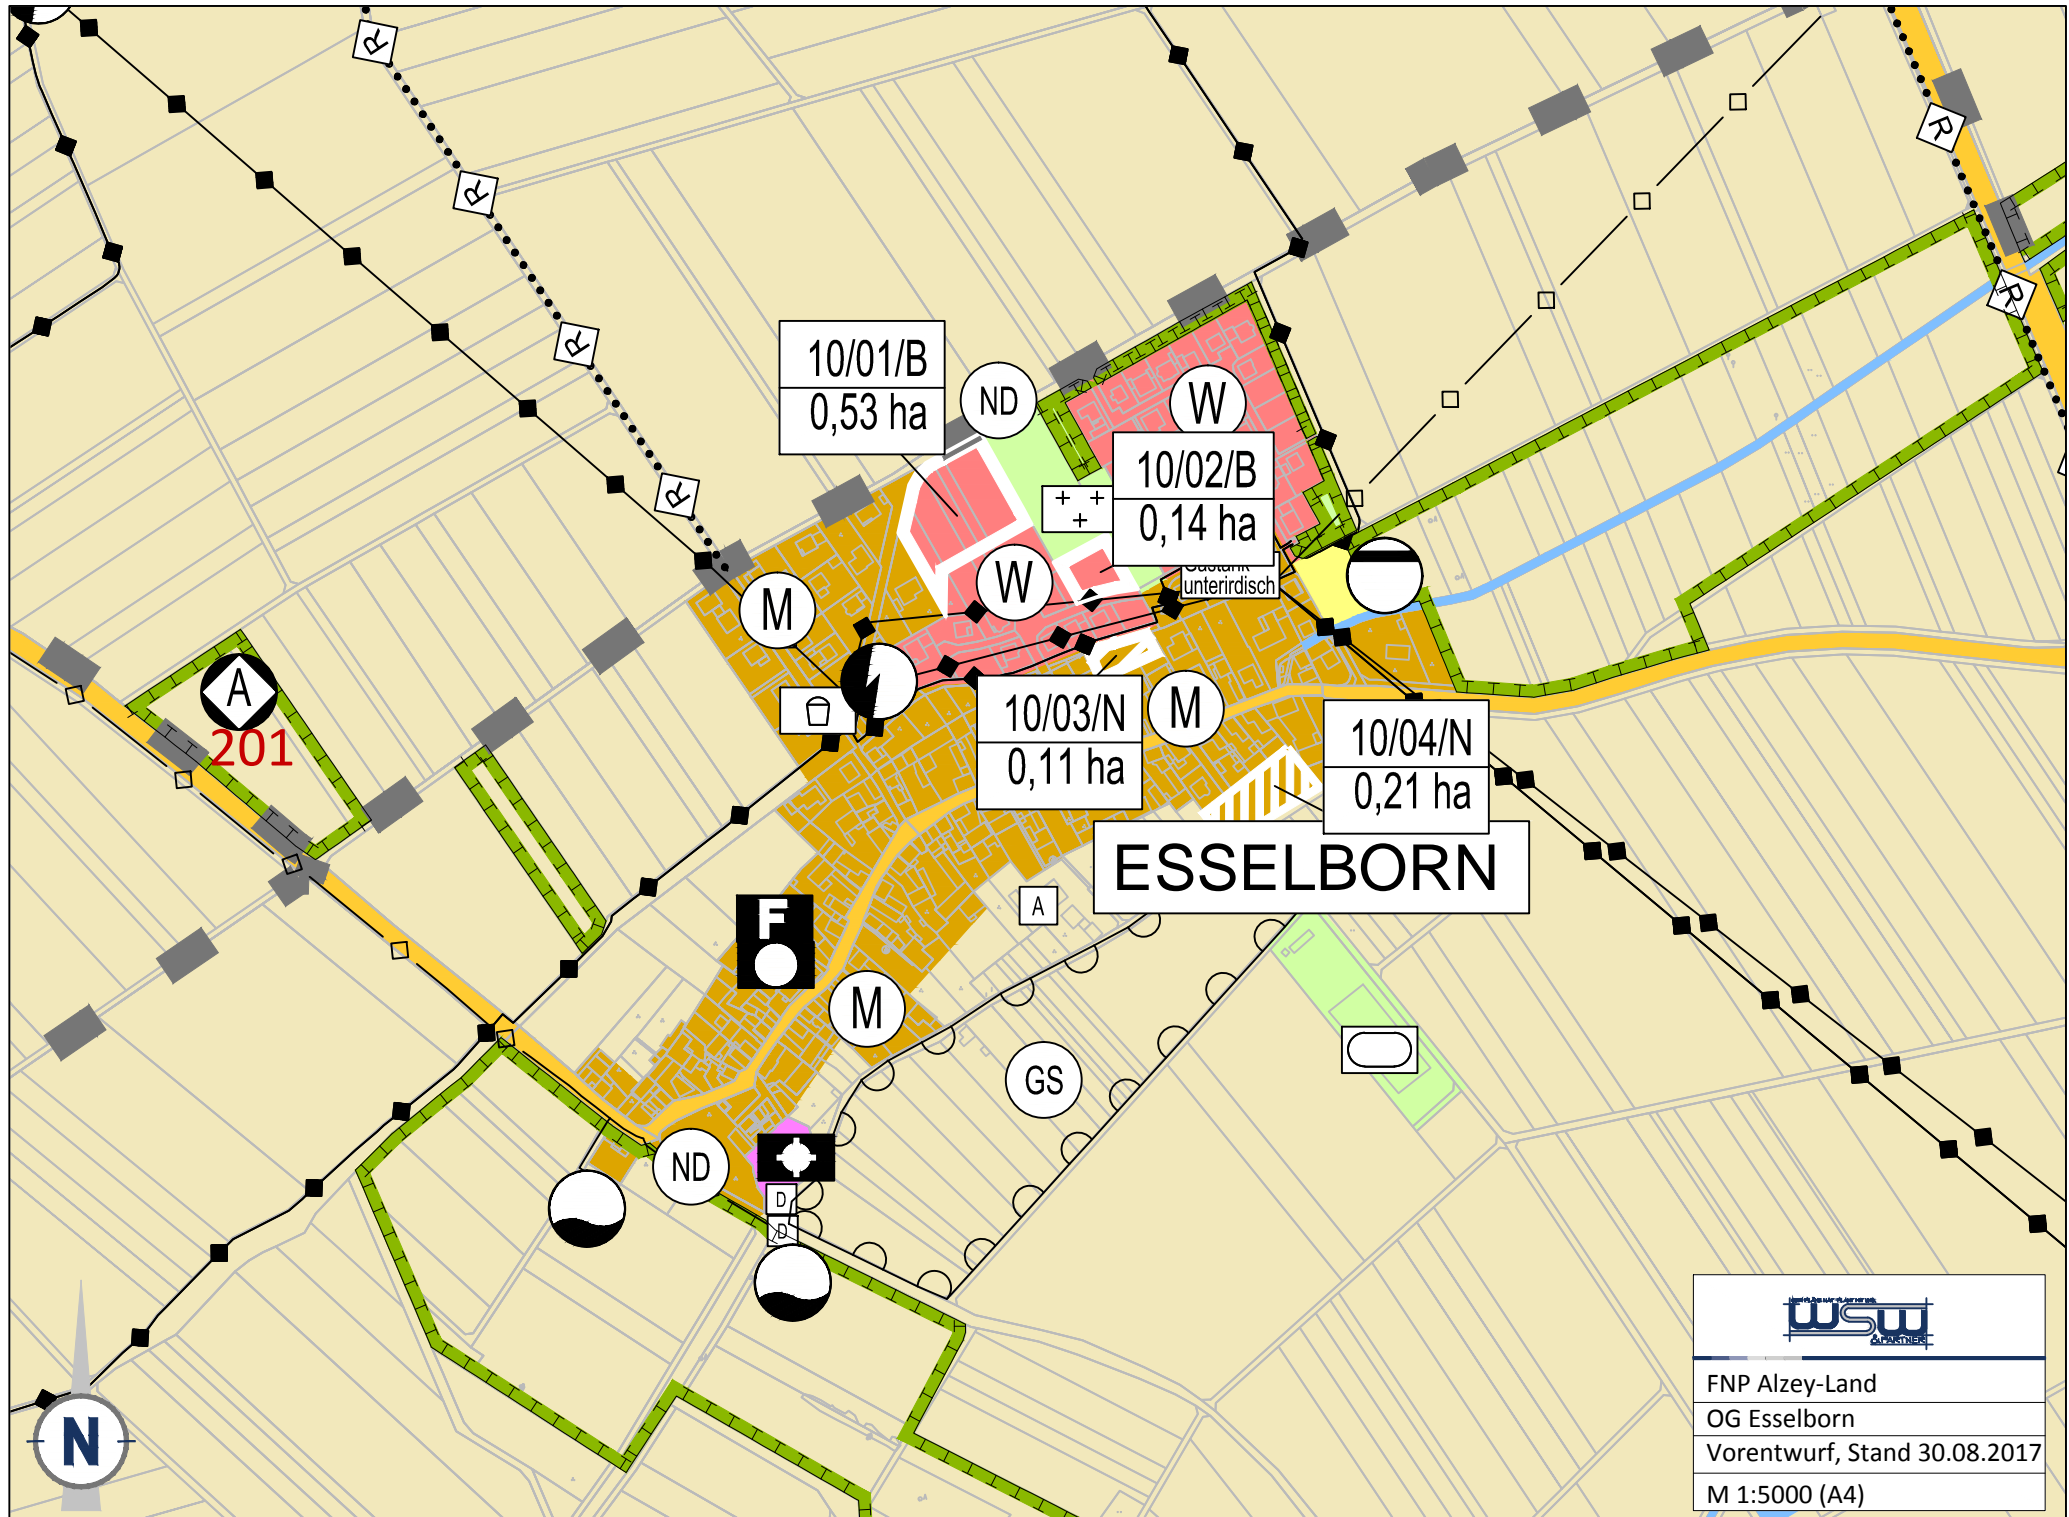 R
R
R
R
R
R
R
10/01/B
0,53 ha
ND
W
10/02/B
0,14 ha
+ +
+
W
unterirdisch
M
A
201
10/03/N
0,11 ha
M
10/04/N
0,21 ha
ESSELBORN
A
F
M
GS
ND
D
D
N
WSW
& PARTNER
FNP Alzey-Land
OG Esselborn
Vorentwurf, Stand 30.08.2017
M 1:5000 (A4)